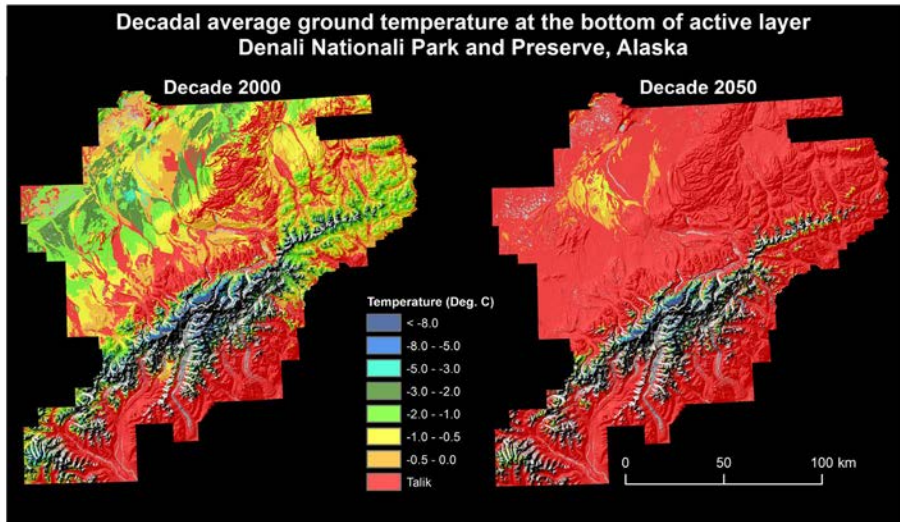 Decadal average ground temperature at the bottom of active layer
Denali Nationali Park and Preserve, Alaska
Decade 2000
Decade 2050
Temperature (Deg. C)
< -8.0
-8.0 - -5.0
-5.0 - -3.0
-3.0 - -2.0
-2.0 - -1.0
-1.0 - -0.5
-0.5 - 0.0
Talik
0 50 100 km